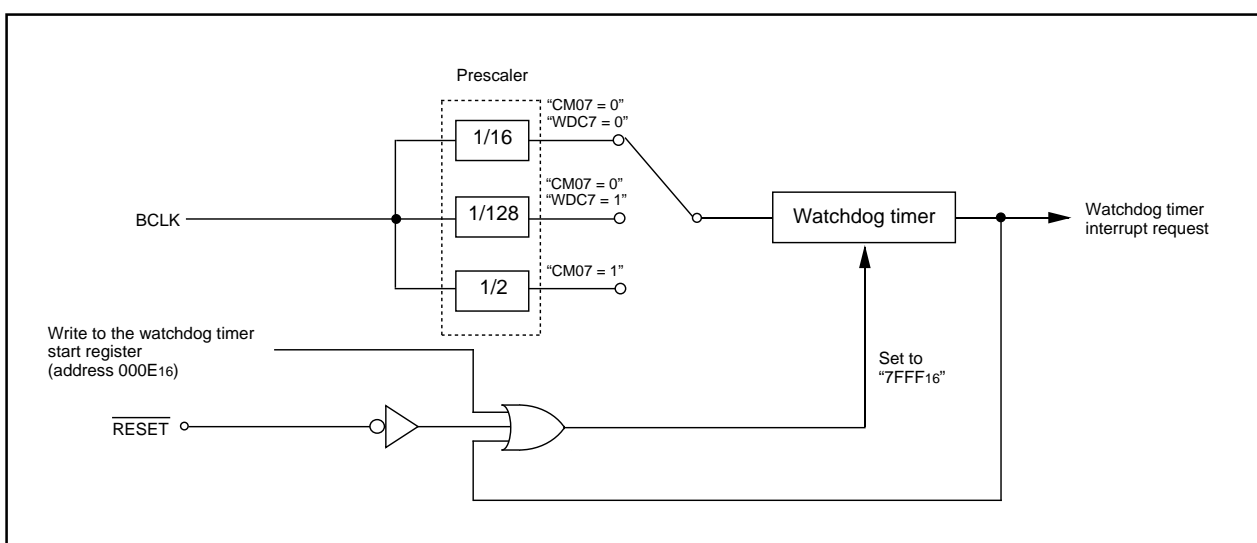 Prescaler
“CM07 = 0”
“WDC7 = 0”
1/16
“CM07 = 0”
“WDC7 = 1”
BCLK
1/128
Watchdog timer
Watchdog timer
interrupt request
“CM07 = 1”
1/2
Write to the watchdog timer
start register
(address 000E16)
Set to
“7FFF16”
RESET